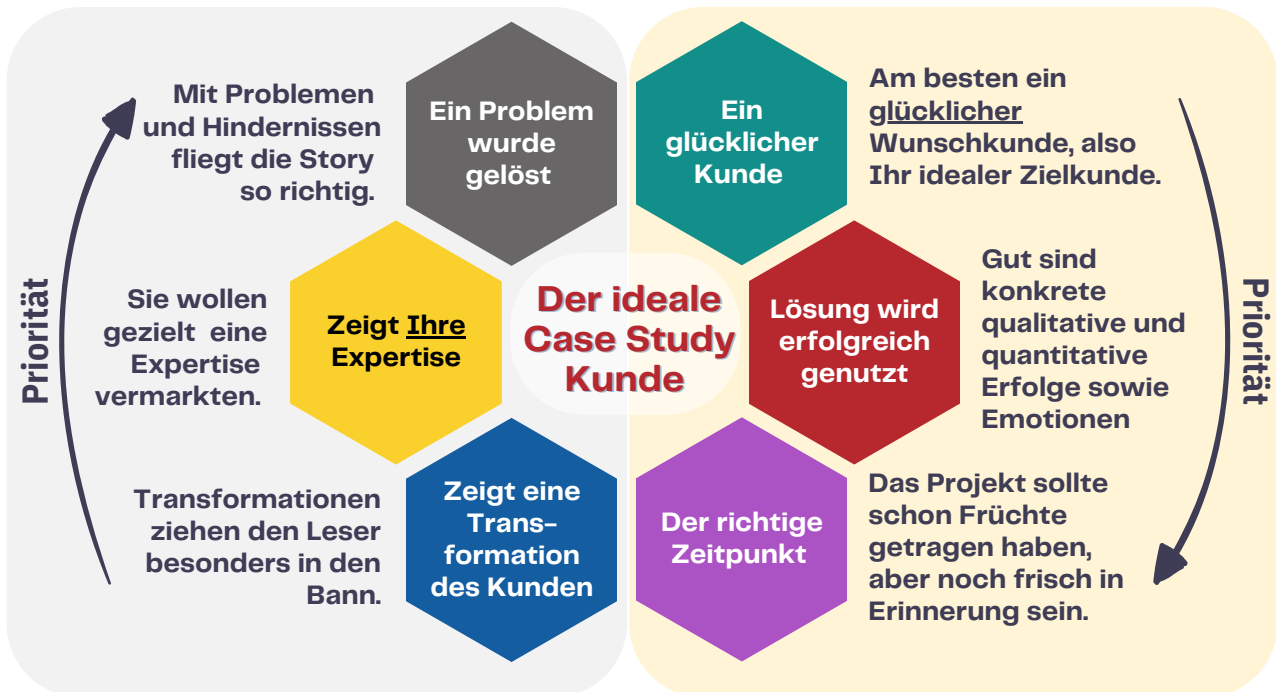 Mit Problemen
und Hindernissen
fliegt die Story
so richtig.
Ein Problem
wurde
gelöst
Ein
glücklicher
Kunde
Am besten ein
glücklicher
Wunschkunde, also
Ihr idealer Zielkunde.
Priorität
Sie wollen
gezielt eine
Expertise
vermarkten.
Zeigt Ihre
Expertise
Der ideale
Case Study
Kunde
Lösung wird
erfolgreich
genutzt
Gut sind
konkrete
qualitative und
quantitative
Erfolge sowie
Emotionen
Priorität
Transformationen
ziehen den Leser
besonders in den
Bann.
Zeigt eine
Trans-
formation
des Kunden
Der richtige
Zeitpunkt
Das Projekt sollte
schon Früchte
getragen haben,
aber noch frisch in
Erinnerung sein.